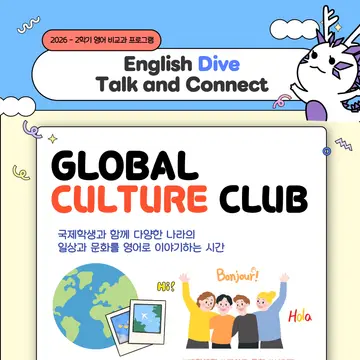 2026 - 2학기 영어 비교과 프로그램
English Dive
Talk and Connect
GLOBAL
CULTURE CLUB
국제학생과 함께 다양한 나라의
일상과 문화를 영어로 이야기하는 시간
Hi!
Bonjour!
Hola